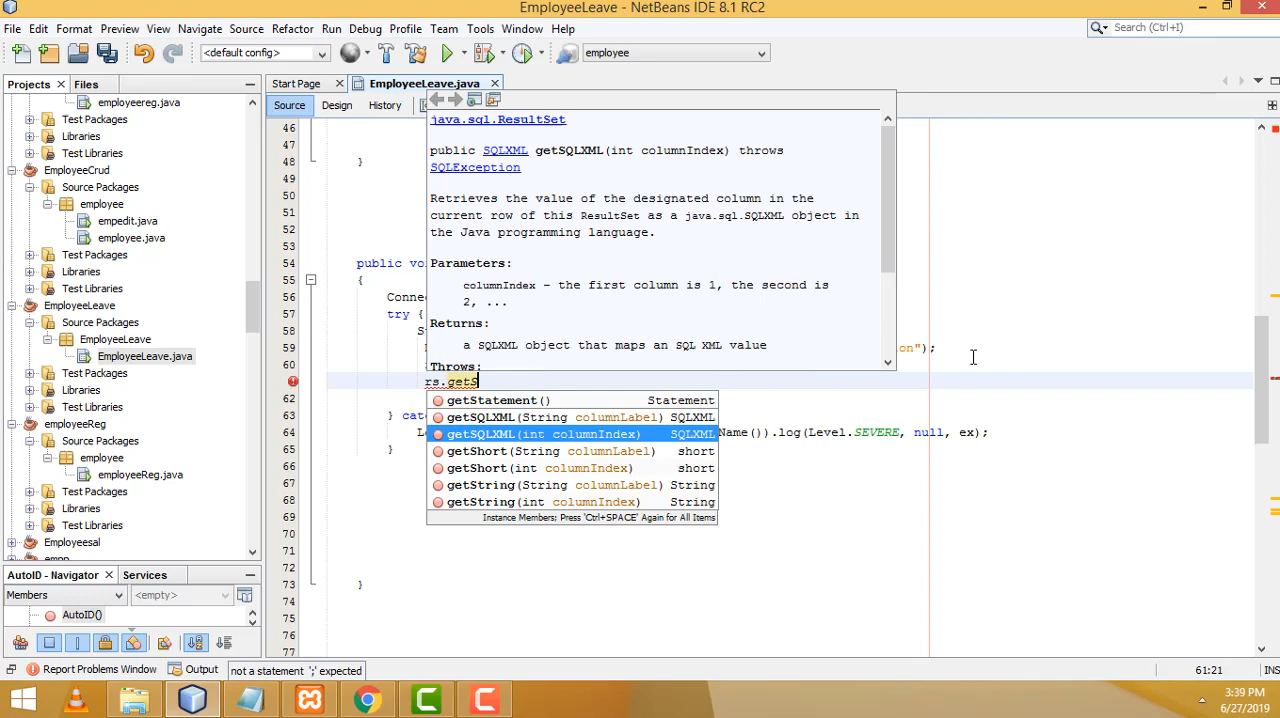 EmployeeLeave - NetBeans IDE 8.1 RC2
File Edit Format Preview View Navigate Source Refactor Run Debug Profile Team Tools Window Help
Search (Ctrl+I)
<default config>
employee
Projects Files
Start Page EmployeeLeave.java
Source Design History
employeereg.java
Test Packages
Libraries
Test Packages
EmployeeCrud
Source Packages
employee
empedit.java
employee.java
Test Packages
Libraries
Test Packages
EmployeeLeave
Source Packages
EmployeeLeave
EmployeeLeave.java
Test Packages
Libraries
Test Libraries
employeeReg
Source Packages
employee
employeeReg.java
Test Packages
Libraries
Test Libraries
Employeesal
AutoID - Navigator Services
Members <empty>
AutoID()
46
47
48 }
49
50
51
52
53
54 public vo
55 {
56 Connec
57 try {
58 S
59 on");
60
rs.getS
62
63 } catc
64 Name()).log(Level.SEVERE, null, ex);
65 }
66
67
68
69
70
71
72
73 }
74
75
76
77
java.sql.ResultSet
public SQLXML getSQLXML(int columnIndex) throws
SQLException
Retrieves the value of the designated column in the
current row of this ResultSet as a java.sql.SQLXML object in
the Java programming language.
Parameters:
columnIndex - the first column is 1, the second is
2, ...
Returns:
a SQLXML object that maps an SQL XML value
Throws:
getStatement() Statement
getSQLXML(String columnLabel) SQLXML
getSQLXML(int columnIndex) SQLXML
getShort(String columnLabel) short
getShort(int columnIndex) short
getString(String columnLabel) String
getString(int columnIndex) String
Instance Members; Press 'Ctrl+SPACE' Again for All Items
Report Problems Window Output not a statement ';' expected
61:21 INS
3:39 PM
6/27/2019